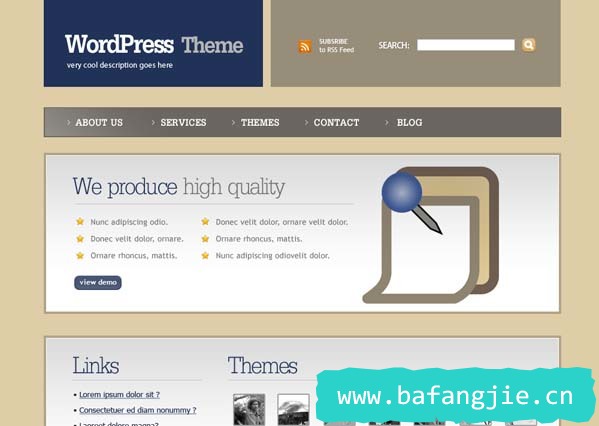 WordPress Theme
very cool description goes here
SUBSRIBE
to RSS Feed
SEARCH:
ABOUT US
SERVICES
THEMES
CONTACT
BLOG
We produce high quality
Nunc adipiscing odio.
Donec velit dolor, ornare velit dolor.
Donec velit dolor, ornare.
Ornare rhoncus, mattis.
Ornare rhoncus, mattis.
Nunc adipiscing odiovelit dolor.
view demo
Links
Themes
Lorem ipsum dolor sit ?
Consectetuer ed diam nonummy ?
Laoreet dolore magna?
www.bafangjie.cn